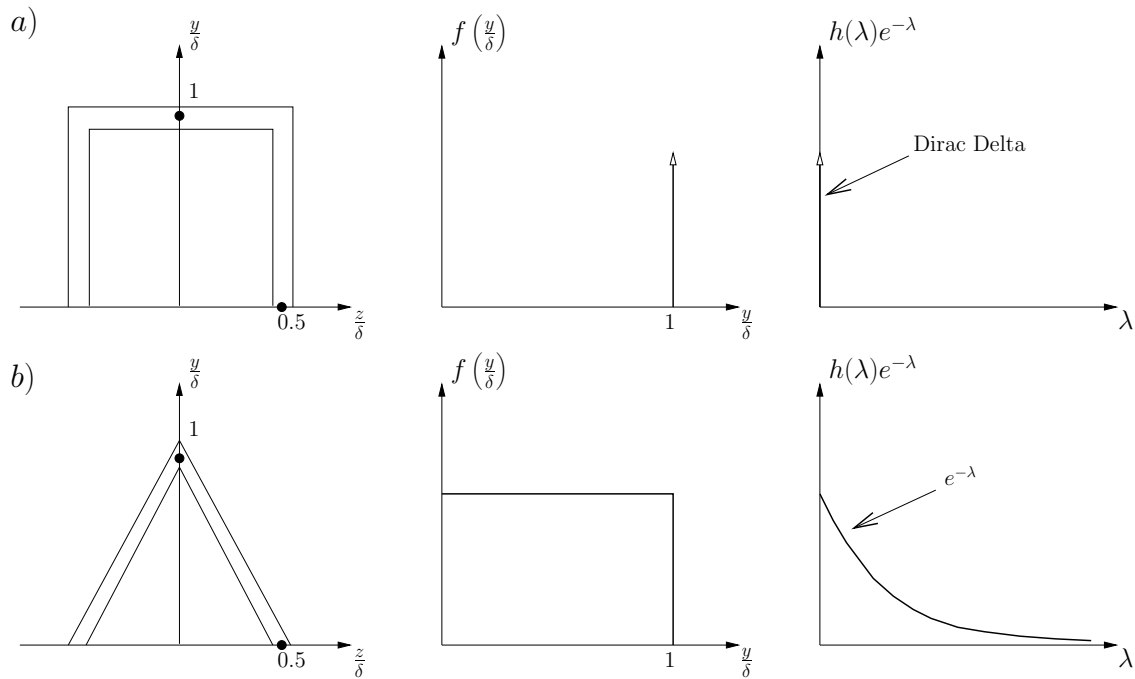 a)
y/δ
1
0.5
z/δ
f (y/δ)
1
y/δ
h(λ)e^{-λ}
Dirac Delta
λ
b)
y/δ
1
0.5
z/δ
f (y/δ)
1
y/δ
h(λ)e^{-λ}
e^{-λ}
λ